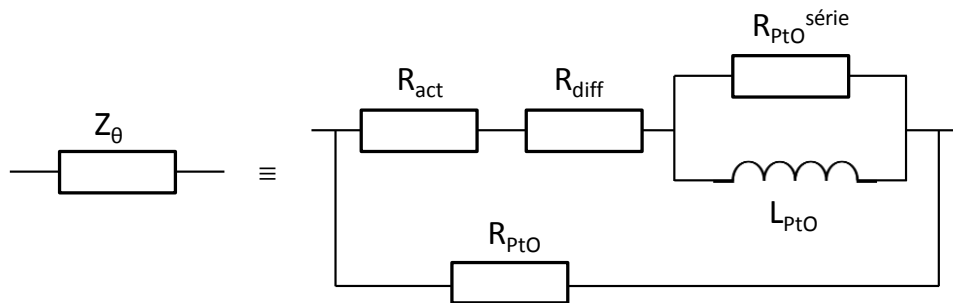 Z_θ
≡
R_act
R_diff
R_PtO^série
L_PtO
R_PtO